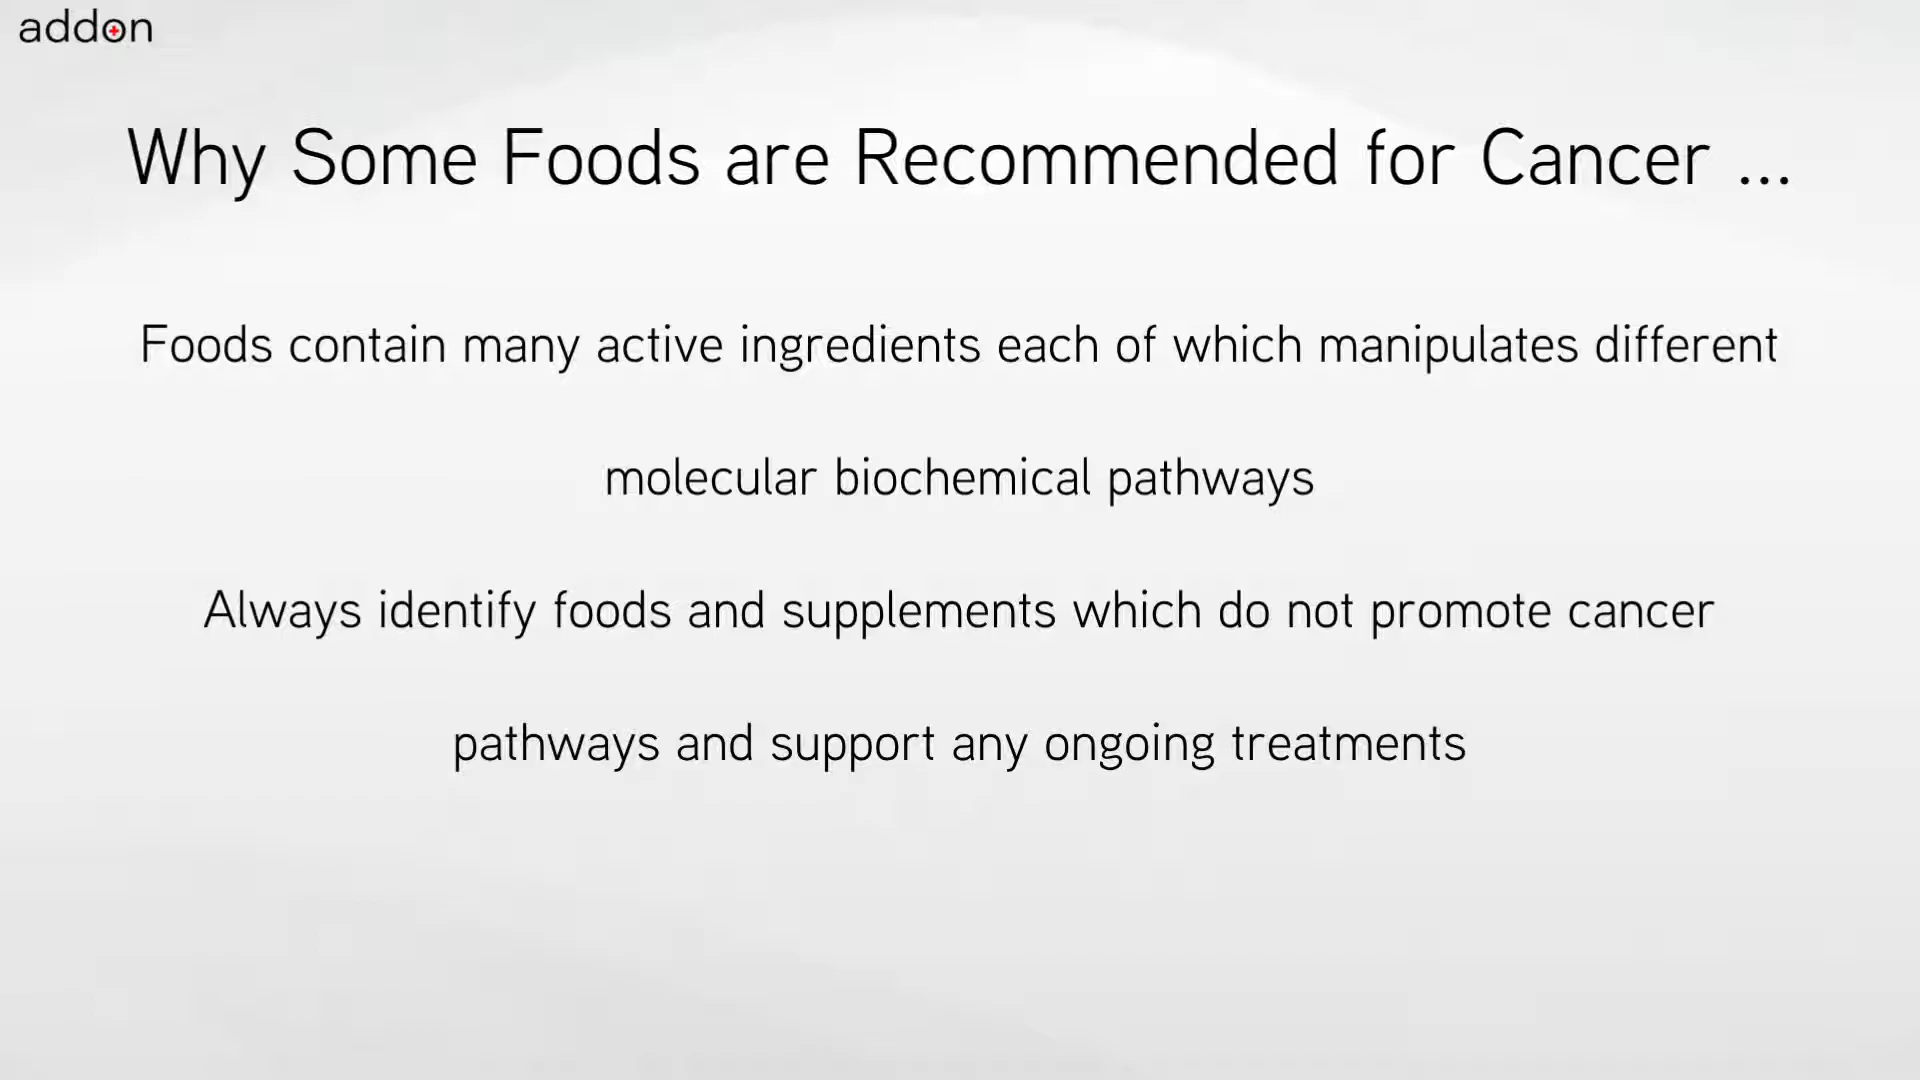 addon
Why Some Foods are Recommended for Cancer ...
Foods contain many active ingredients each of which manipulates different
molecular biochemical pathways
Always identify foods and supplements which do not promote cancer
pathways and support any ongoing treatments